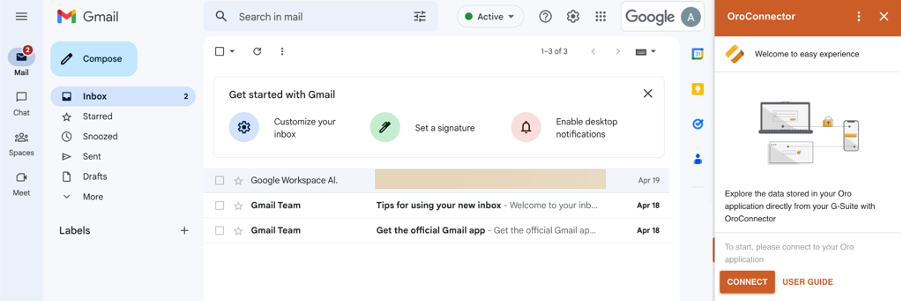 Gmail
Search in mail
Active
Google
A
2
Mail
Chat
Spaces
Meet
Compose
Inbox 2
Starred
Snoozed
Sent
Drafts
More
Labels
1–3 of 3
Get started with Gmail
Customize your
inbox
Set a signature
Enable desktop
notifications
Google Workspace Al. Apr 19
Gmail Team Tips for using your new inbox - Welcome to your inb... Apr 18
Gmail Team Get the official Gmail app - Get the official Gmail ap... Apr 18
31
OroConnector
Welcome to easy experience
Explore the data stored in your Oro
application directly from your G-Suite with
OroConnector
To start, please connect to your Oro
application
CONNECT USER GUIDE